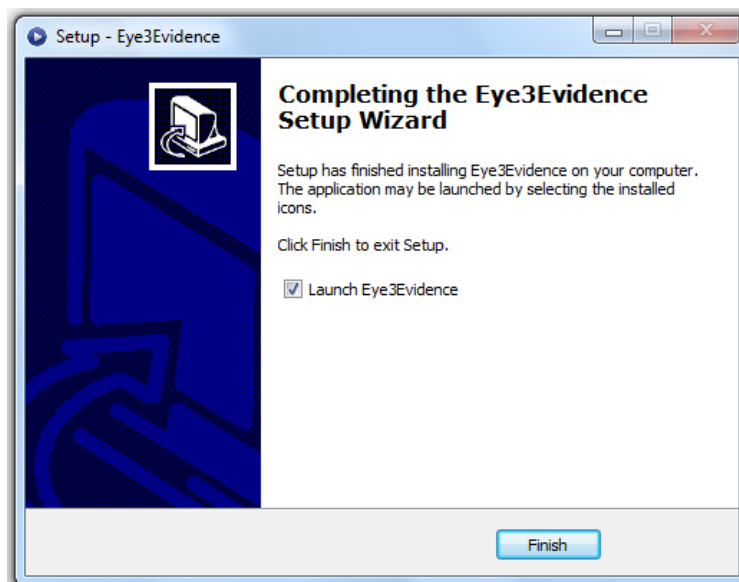 Setup - Eye3Evidence
Completing the Eye3Evidence
Setup Wizard
Setup has finished installing Eye3Evidence on your computer.
The application may be launched by selecting the installed
icons.
Click Finish to exit Setup.
Launch Eye3Evidence
Finish